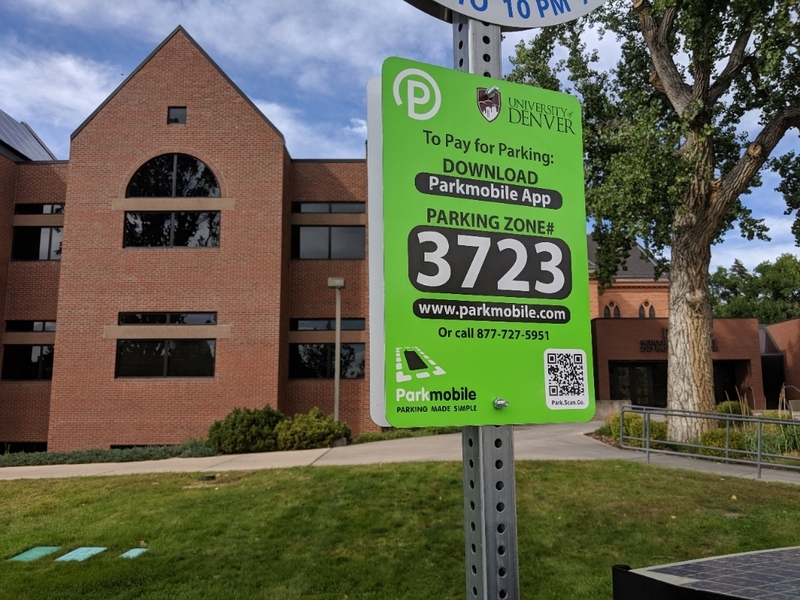 10 PM
P
UNIVERSITY of
DENVER
To Pay for Parking:
DOWNLOAD
Parkmobile App
PARKING ZONE#
3723
www.parkmobile.com
Or call 877-727-5951
Parkmobile
PARKING MADE SIMPLE
Park.Scan.Go.